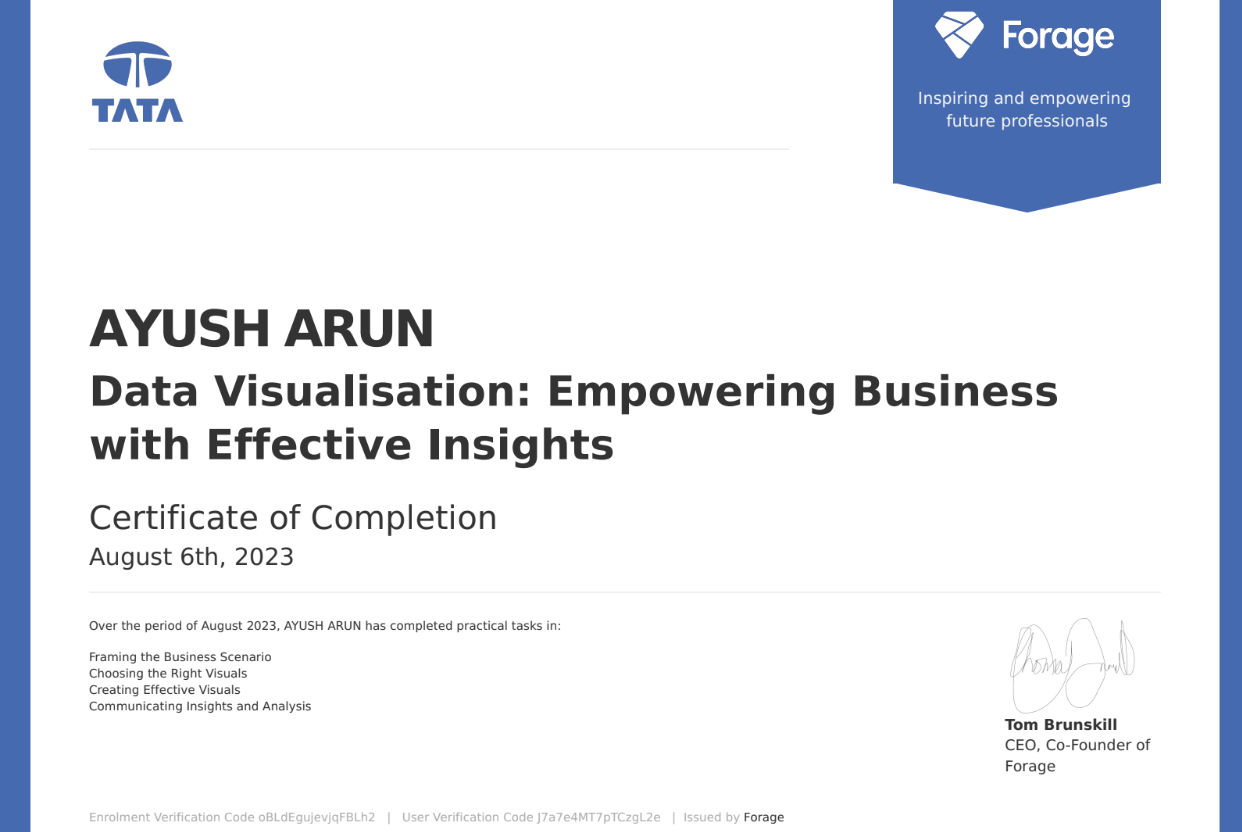 TATA
Forage
Inspiring and empowering
future professionals
AYUSH ARUN
Data Visualisation: Empowering Business
with Effective Insights
Certificate of Completion
August 6th, 2023
Over the period of August 2023, AYUSH ARUN has completed practical tasks in:
Framing the Business Scenario
Choosing the Right Visuals
Creating Effective Visuals
Communicating Insights and Analysis
Tom Brunskill
CEO, Co-Founder of
Forage
Enrolment Verification Code oBLdEgujevjqFBLh2 | User Verification Code J7a7e4MT7pTCzgL2e | Issued by Forage